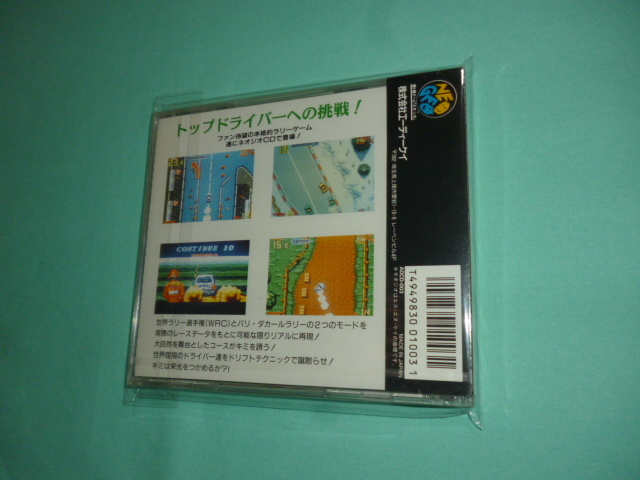 トップドライバーへの挑戦!
ファン待望の本格的ラリーゲーム
遂にネオジオCDで登場!
CONTINUE 10
世界ラリー選手権(WRC)とパリ・ダカールラリーの2つのモードを
実際のレースデータをもとに可能な限りリアルに再現!
大自然を舞台としたコースがキミを誘う!
世界屈指のドライバー達をドリフトテクニックで蹴散らせ!
キミは栄光をつかめるか?!
NEO GEO
株式会社エーディーケイ
ADCD-003
MADE IN JAPAN
T4949830 01003 1